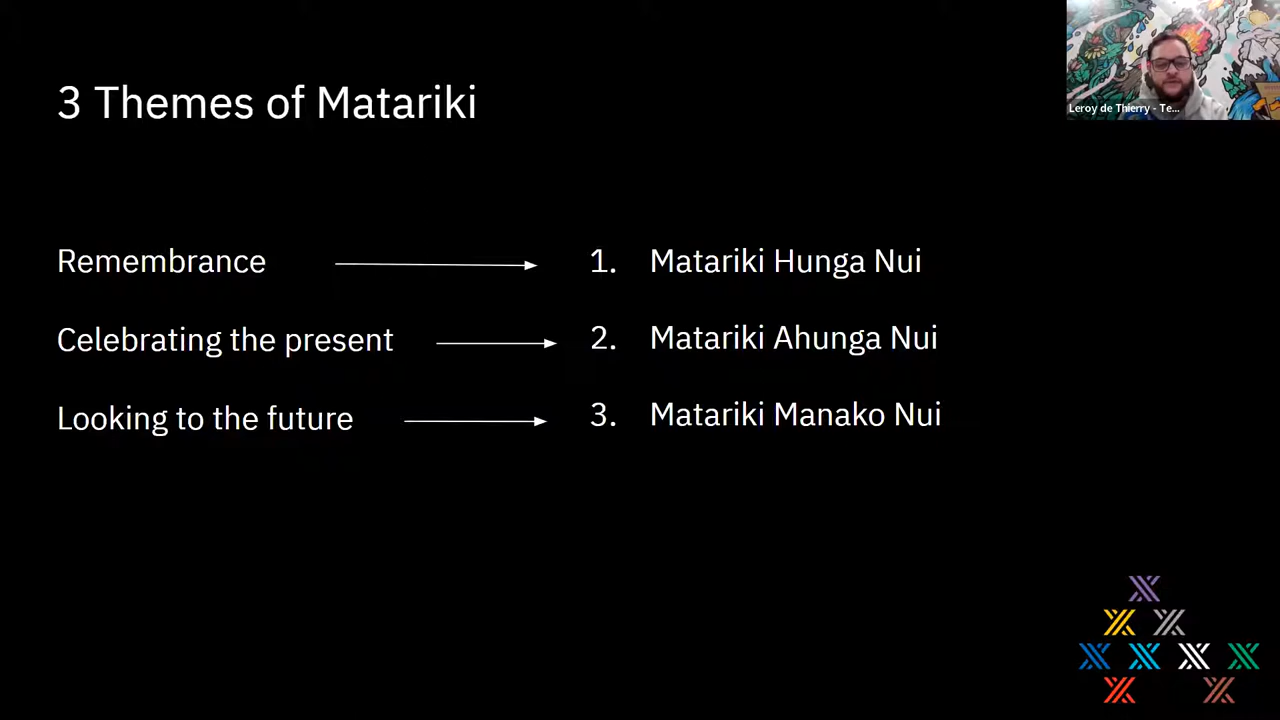 3 Themes of Matariki
Leroy de Thierry - Te...
Remembrance
1. Matariki Hunga Nui
Celebrating the present
2. Matariki Ahunga Nui
Looking to the future
3. Matariki Manako Nui